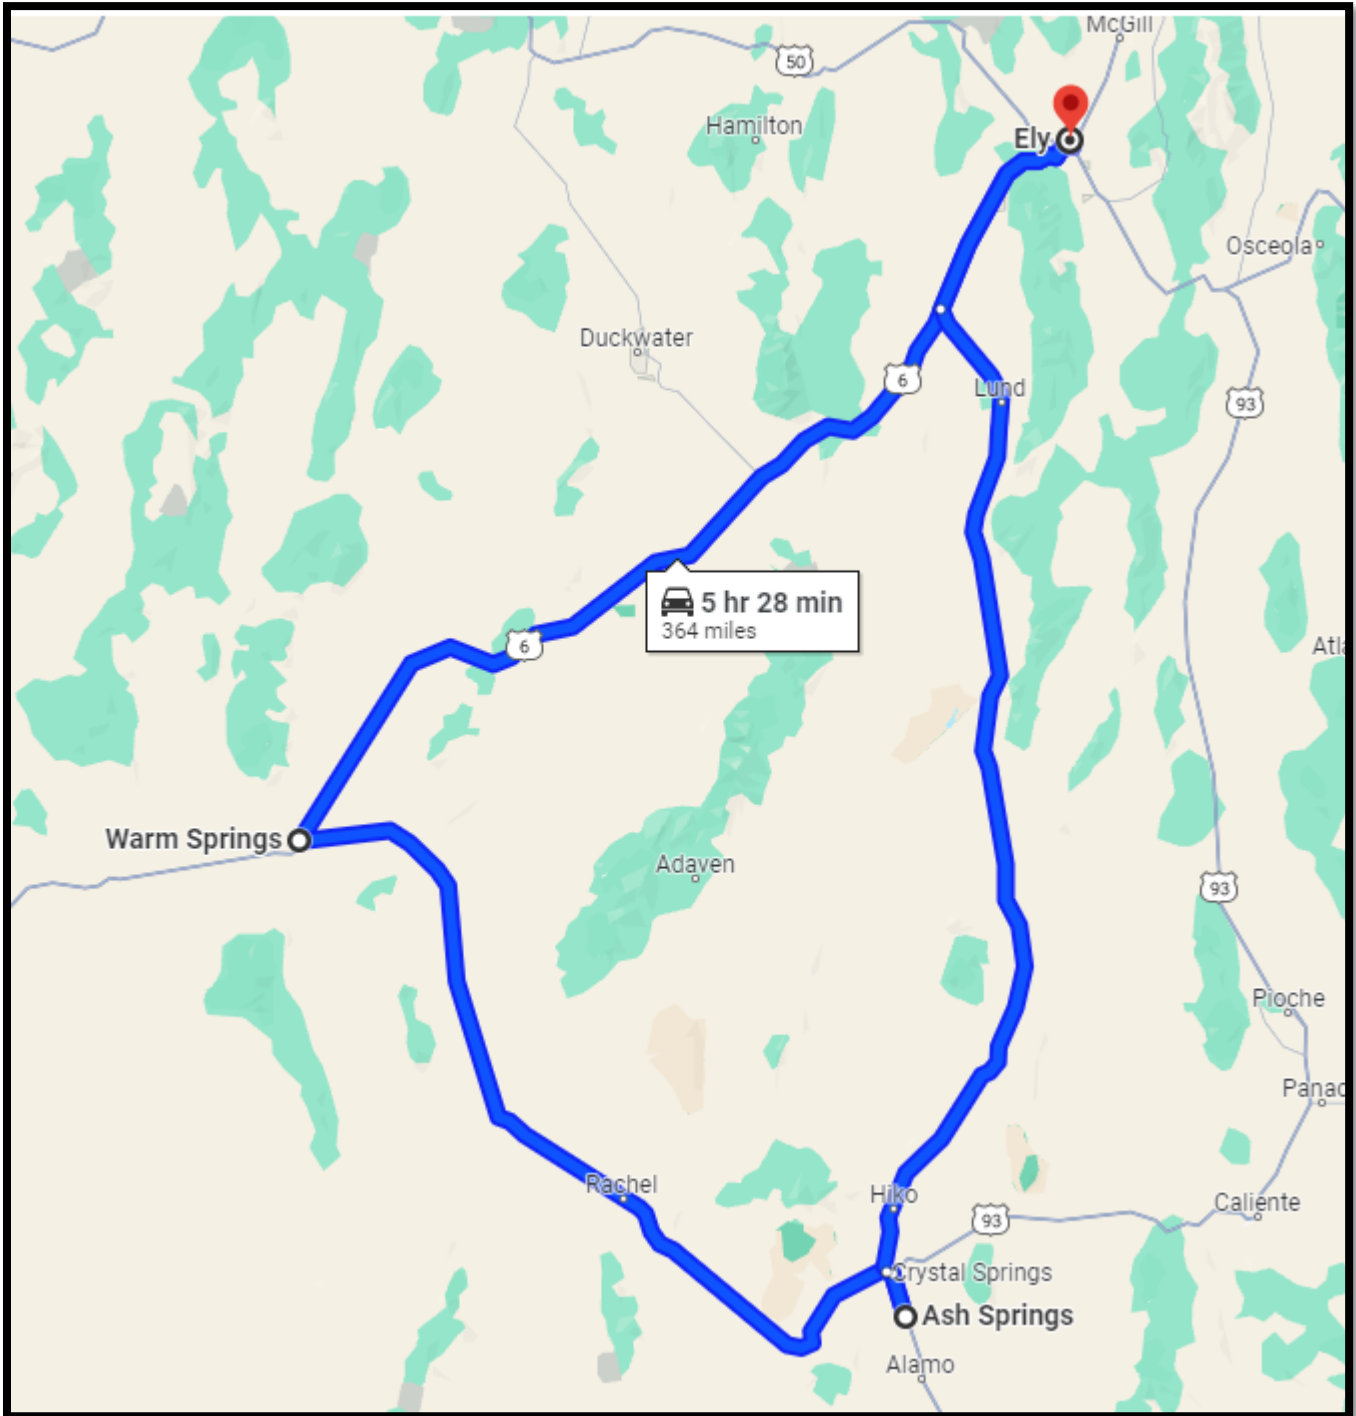 McGill
50
Hamilton
Ely
Osceola
Duckwater
6
Lund
93
5 hr 28 min
364 miles
6
Atla
Warm Springs
Adaven
93
Pioche
Panac
Rachel
Hiko
93
Caliente
Crystal Springs
Ash Springs
Alamo